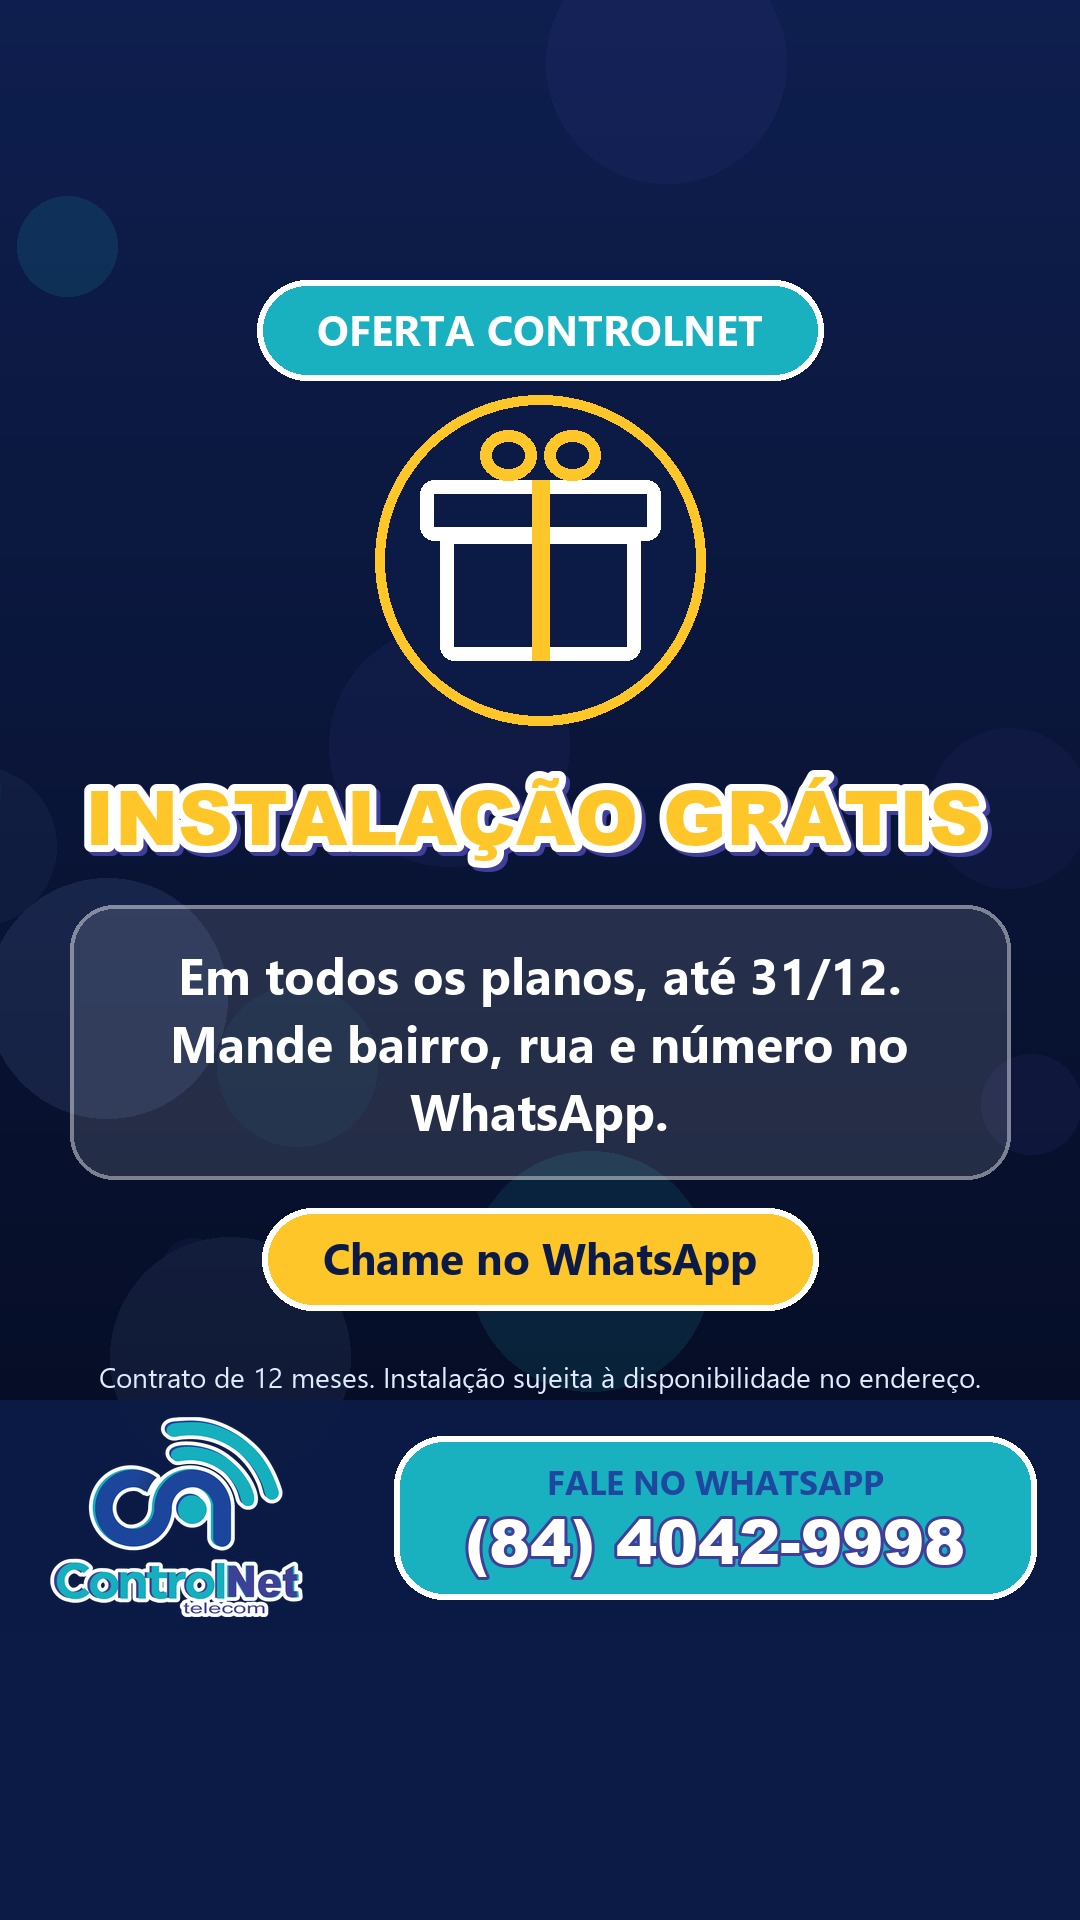 OFERTA CONTROLNET
INSTALAÇÃO GRÁTIS
Em todos os planos, até 31/12.
Mande bairro, rua e número no
WhatsApp.
Chame no WhatsApp
Contrato de 12 meses. Instalação sujeita à disponibilidade no endereço.
ControlNet
telecom
FALE NO WHATSAPP
(84) 4042-9998